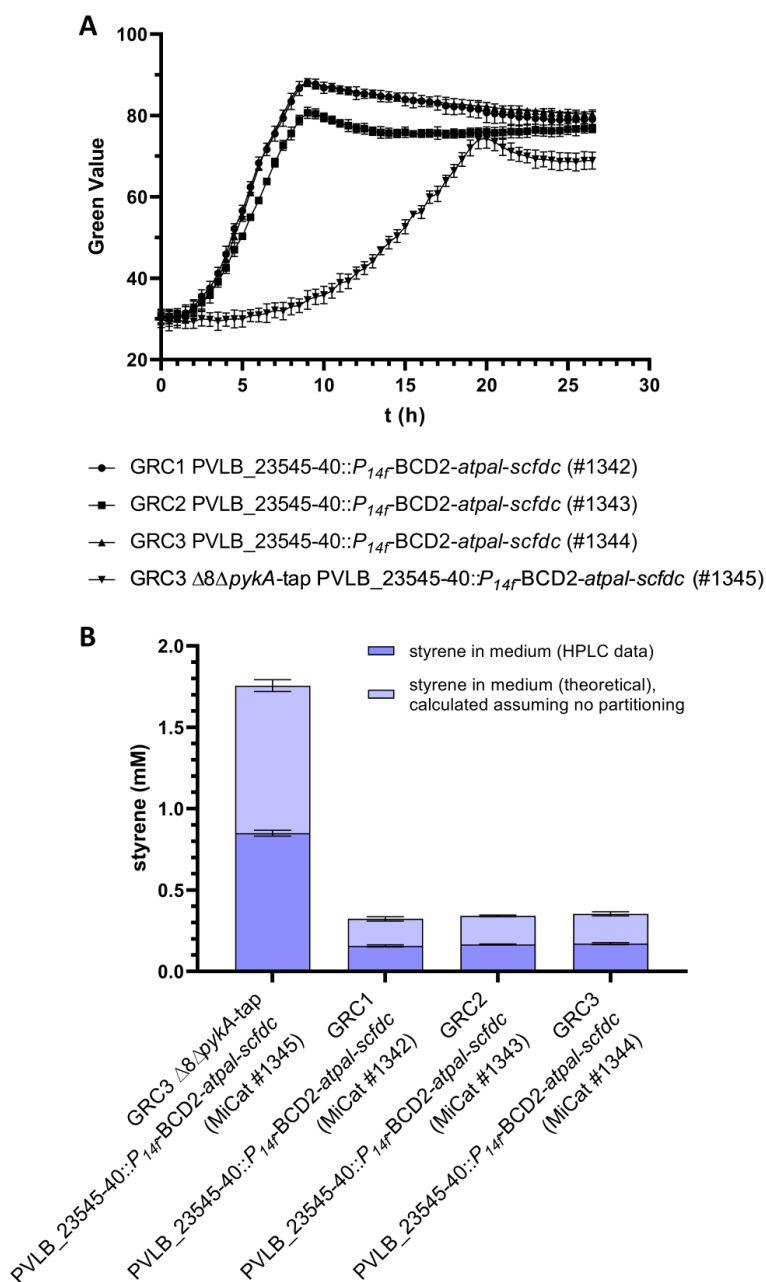 A
100
80
60
40
20
Green Value
0 5 10 15 20 25 30
t (h)
GRC1 PVLB_23545-40::P14f-BCD2-atpal-scfdc (#1342)
GRC2 PVLB_23545-40::P14f-BCD2-atpal-scfdc (#1343)
GRC3 PVLB_23545-40::P14f-BCD2-atpal-scfdc (#1344)
GRC3 Δ8ΔpykA-tap PVLB_23545-40::P14f-BCD2-atpal-scfdc (#1345)
B
2.0
1.5
1.0
0.5
0.0
styrene (mM)
styrene in medium (HPLC data)
styrene in medium (theoretical),
calculated assuming no partitioning
GRC3 Δ8ΔpykA-tap
PVLB_23545-40::P14f-BCD2-atpal-scfdc
(MiCat #1345)
GRC1
PVLB_23545-40::P14f-BCD2-atpal-scfdc
(MiCat #1342)
GRC2
PVLB_23545-40::P14f-BCD2-atpal-scfdc
(MiCat #1343)
GRC3
PVLB_23545-40::P14f-BCD2-atpal-scfdc
(MiCat #1344)